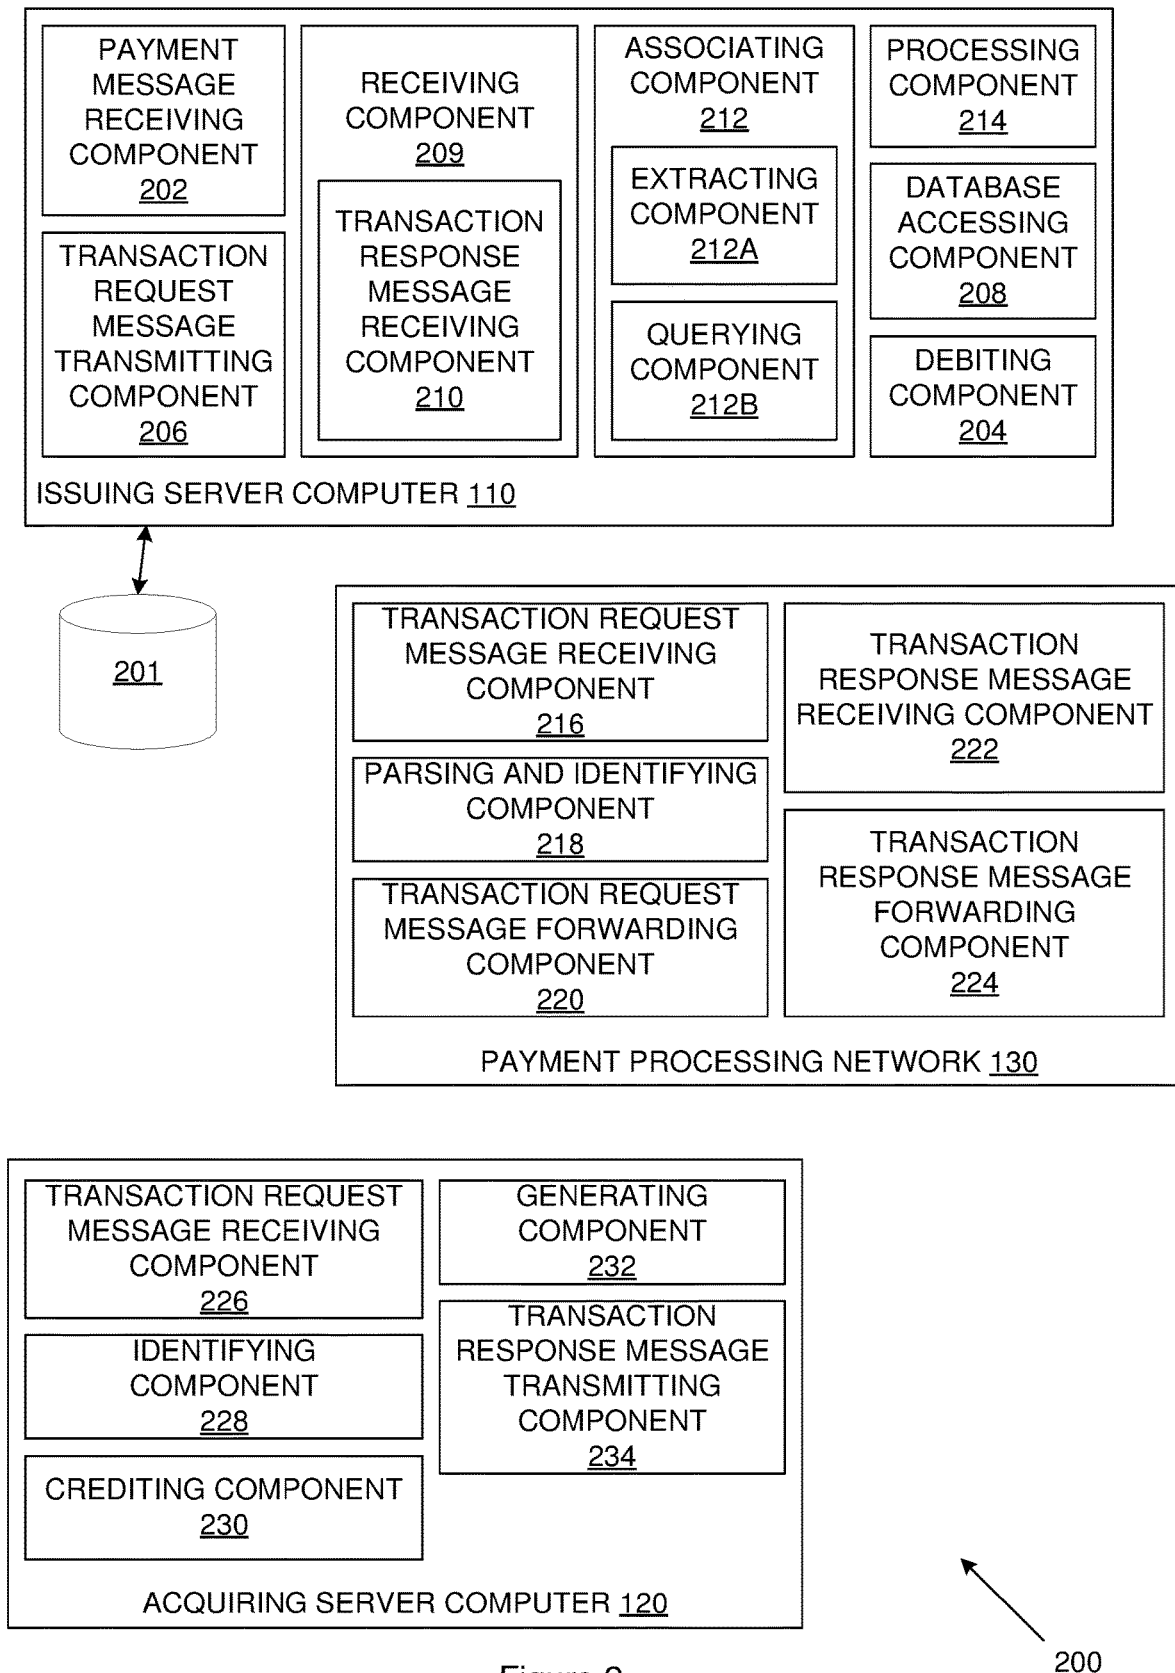 PAYMENT
MESSAGE
RECEIVING
COMPONENT
202
TRANSACTION
REQUEST
MESSAGE
TRANSMITTING
COMPONENT
206
RECEIVING
COMPONENT
209
TRANSACTION
RESPONSE
MESSAGE
RECEIVING
COMPONENT
210
ASSOCIATING
COMPONENT
212
EXTRACTING
COMPONENT
212A
QUERYING
COMPONENT
212B
PROCESSING
COMPONENT
214
DATABASE
ACCESSING
COMPONENT
208
DEBITING
COMPONENT
204
ISSUING SERVER COMPUTER 110
201
TRANSACTION REQUEST
MESSAGE RECEIVING
COMPONENT
216
PARSING AND IDENTIFYING
COMPONENT
218
TRANSACTION REQUEST
MESSAGE FORWARDING
COMPONENT
220
TRANSACTION
RESPONSE MESSAGE
RECEIVING COMPONENT
222
TRANSACTION
RESPONSE MESSAGE
FORWARDING
COMPONENT
224
PAYMENT PROCESSING NETWORK 130
TRANSACTION REQUEST
MESSAGE RECEIVING
COMPONENT
226
IDENTIFYING
COMPONENT
228
CREDITING COMPONENT
230
GENERATING
COMPONENT
232
TRANSACTION
RESPONSE MESSAGE
TRANSMITTING
COMPONENT
234
ACQUIRING SERVER COMPUTER 120
200
Figure